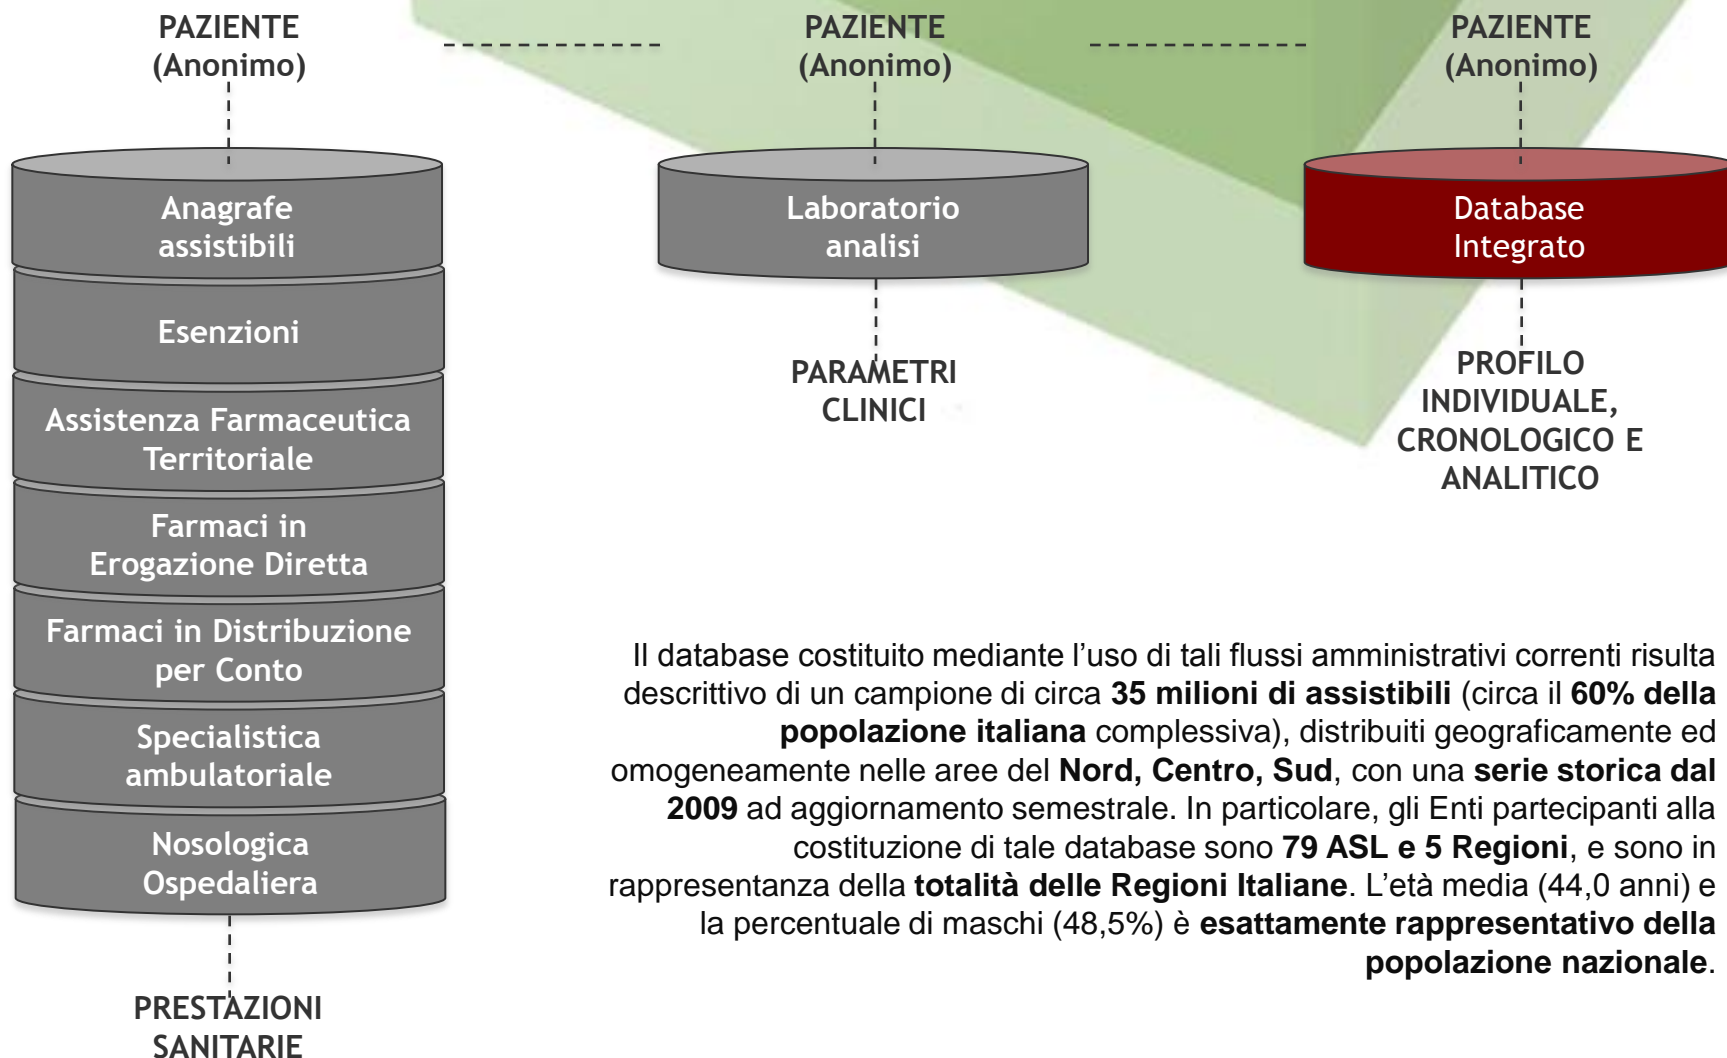 PAZIENTE
(Anonimo)
Anagrafe
assistibili
Esenzioni
Assistenza Farmaceutica
Territoriale
Farmaci in
Erogazione Diretta
Farmaci in Distribuzione
per Conto
Specialistica
ambulatoriale
Nosologica
Ospedaliera
PRESTAZIONI
SANITARIE
PAZIENTE
(Anonimo)
Laboratorio
analisi
PARAMETRI
CLINICI
PAZIENTE
(Anonimo)
Database
Integrato
PROFILO
INDIVIDUALE,
CRONOLOGICO E
ANALITICO
Il database costituito mediante l’uso di tali flussi amministrativi correnti risulta
descrittivo di un campione di circa 35 milioni di assistibili (circa il 60% della
popolazione italiana complessiva), distribuiti geograficamente ed
omogeneamente nelle aree del Nord, Centro, Sud, con una serie storica dal
2009 ad aggiornamento semestrale. In particolare, gli Enti partecipanti alla
costituzione di tale database sono 79 ASL e 5 Regioni, e sono in
rappresentanza della totalità delle Regioni Italiane. L’età media (44,0 anni) e
la percentuale di maschi (48,5%) è esattamente rappresentativo della
popolazione nazionale.